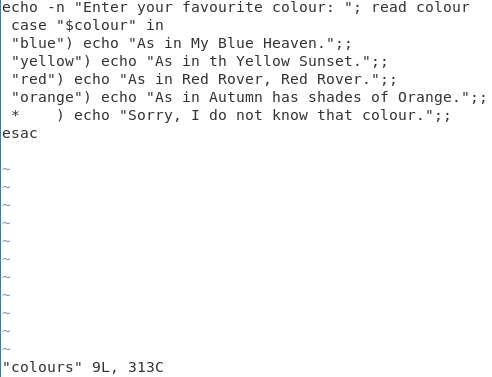 echo -n "Enter your favourite colour: "; read colour
 case "$colour" in
 "blue") echo "As in My Blue Heaven.";;
 "yellow") echo "As in th Yellow Sunset.";;
 "red") echo "As in Red Rover, Red Rover.";;
 "orange") echo "As in Autumn has shades of Orange.";;
 *    ) echo "Sorry, I do not know that colour.";;
esac
~
~
~
~
~
~
~
~
~
~
~
"colours" 9L, 313C